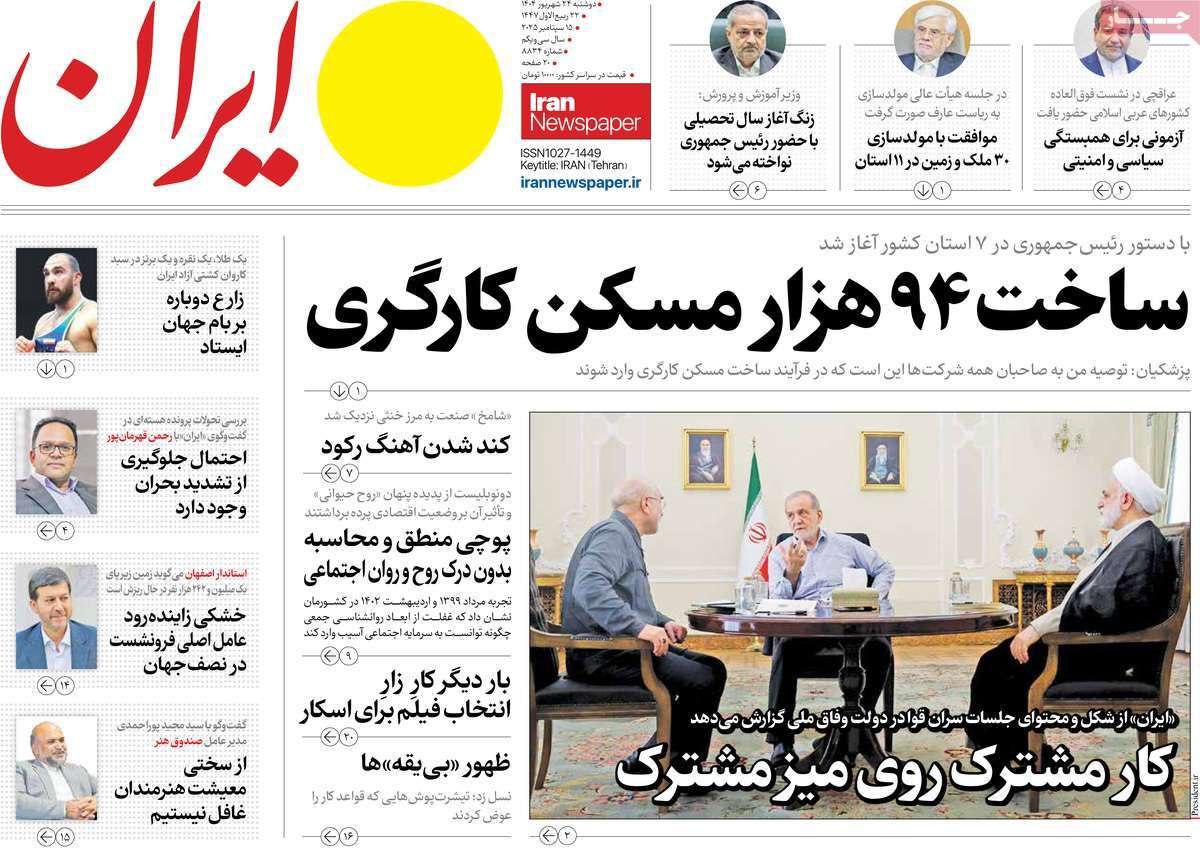 جـــار
ایران
دوشنبه ۲۴ شهریور ۱۴۰۴
۲۲ ربیع‌الاول ۱۴۴۷
۱۵ سپتامبر ۲۰۲۵
سال سی‌ویکم
شماره ۸۸۳۴
۲۰ صفحه
قیمت در سراسر کشور: ۱۰۰۰۰ تومان
Iran
Newspaper
ISSN1027-1449
Keytitle: IRAN (Tehran)
irannewspaper.ir
عراقچی در نشست فوق‌العاده
کشورهای عربی اسلامی حضور یافت
آزمونی برای همبستگی
سیاسی و امنیتی
۴
در جلسه هیأت عالی مولدسازی
به ریاست عارف صورت گرفت
موافقت با مولدسازی
۳۰ ملک و زمین در ۱۱ استان
۱
وزیر آموزش و پرورش:
زنگ آغاز سال تحصیلی
با حضور رئیس جمهوری
نواخته می‌شود
۶
با دستور رئیس‌جمهوری در ۷ استان کشور آغاز شد
ساخت ۹۴ هزار مسکن کارگری
پزشکیان: توصیه من به صاحبان همه شرکت‌ها این است که در فرآیند ساخت مسکن کارگری وارد شوند
۱
«ایران» از شکل و محتوای جلسات سران قوا در دولت وفاق ملی گزارش می‌دهد
کار مشترک روی میز مشترک
President.ir
۲
«شامخ» صنعت به مرز خنثی نزدیک شد
کند شدن آهنگ رکود
۷
دو نوبلیست از پدیده پنهان «روح حیوانی»
و تأثیر آن بر وضعیت اقتصادی پرده برداشتند
پوچی منطق و محاسبه
بدون درک روح و روان اجتماعی
تجربه مرداد ۱۳۹۹ و اردیبهشت ۱۴۰۲ در کشورمان
نشان داد که غفلت از ابعاد روانشناسی جمعی
چگونه توانست به سرمایه اجتماعی آسیب وارد کند
۹
بار دیگر کارِ زارِ
انتخاب فیلم برای اسکار
۲۰
ظهور «بی‌یقه»ها
نسل زد؛ تیشرت‌پوش‌هایی که قواعد کار را
عوض کردند
۱۶
یک طلا، یک نقره و یک برنز در سبد
کاروان کشتی آزاد ایران
زارع دوباره
بر بام جهان
ایستاد
۱
بررسی تحولات پرونده هسته‌ای در
گفت‌وگوی «ایران» با رحمن قهرمان‌پور
احتمال جلوگیری
از تشدید بحران
وجود دارد
۴
استاندار اصفهان می‌گوید زمین زیر پای
یک میلیون و ۲۶۲ هزار نفر در حال ریزش است
خشکی زاینده‌رود
عامل اصلی فرونشست
در نصف جهان
۱۴
گفت‌وگو با سید مجید پوراحمدی
مدیرعامل صندوق هنر
از سختی
معیشت هنرمندان
غافل نیستیم
۱۵